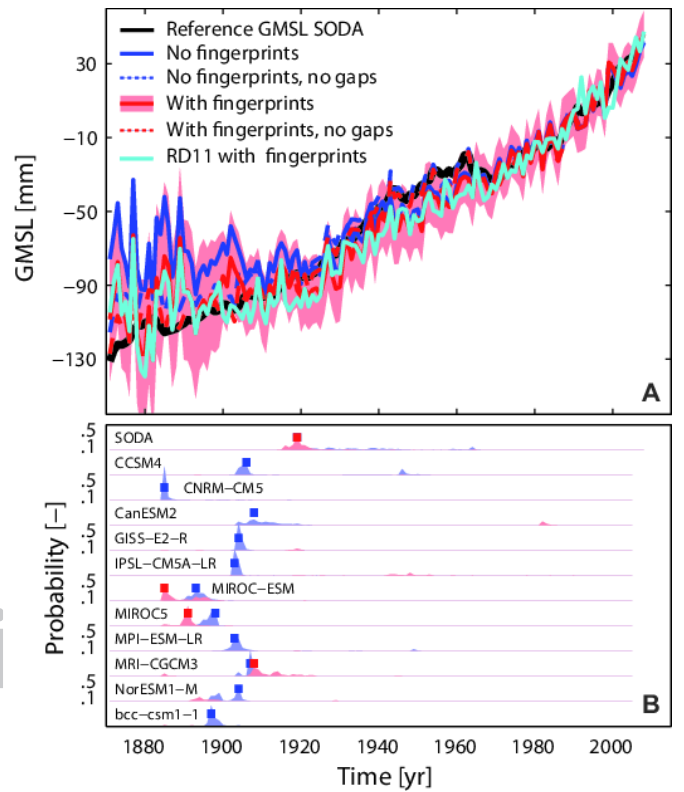 Reference GMSL SODA
No fingerprints
No fingerprints, no gaps
With fingerprints
With fingerprints, no gaps
RD11 with fingerprints
GMSL [mm]
30
−10
−50
−90
−130
A
Probability [−]
.5
.1
SODA
CCSM4
.5
.1
CNRM−CM5
CanESM2
.5
.1
GISS−E2−R
IPSL−CM5A−LR
.5
.1
MIROC−ESM
MIROC5
.5
.1
MPI−ESM−LR
MRI−CGCM3
.5
.1
NorESM1−M
bcc−csm1−1
B
1880 1900 1920 1940 1960 1980 2000
Time [yr]